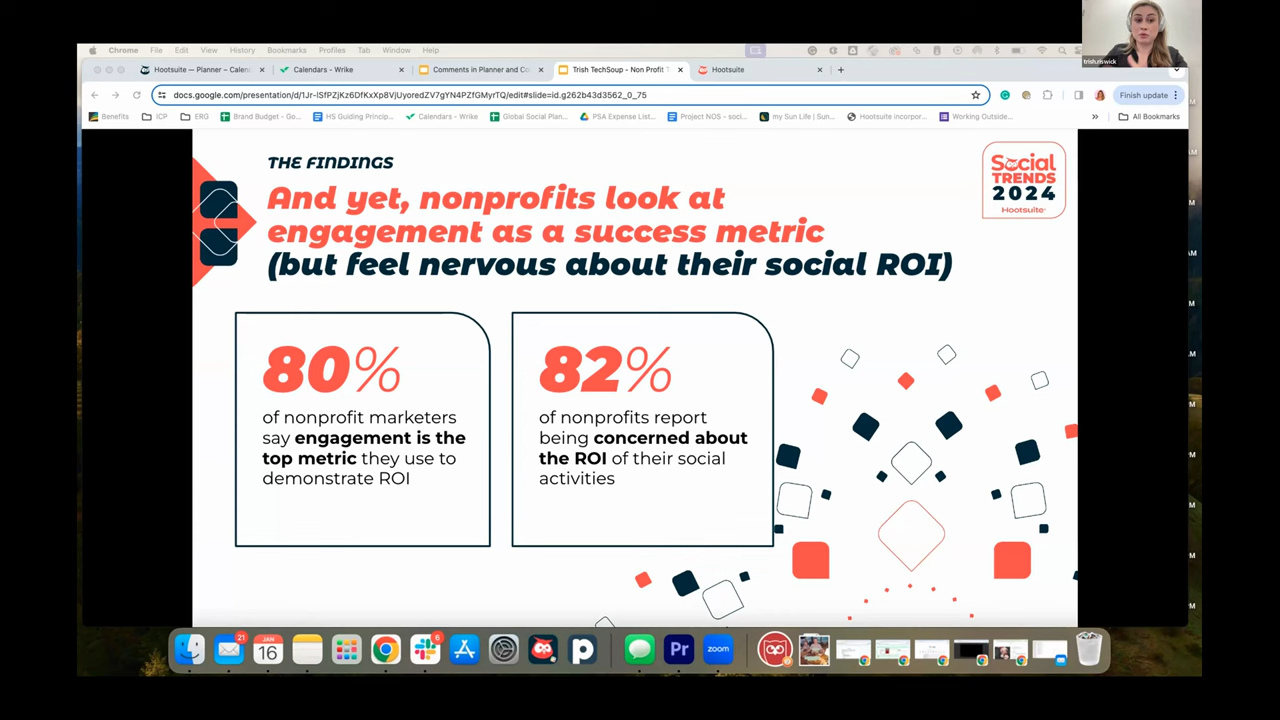 Chrome File Edit View History Bookmarks Profiles Tab Window Help
Hootsuite — Planner – Calen
Calendars - Wrike
Comments in Planner and Co
Trish TechSoup - Non Profit T
Hootsuite
docs.google.com/presentation/d/1Jr-lSfPZjKz6DfKxXp8VjUyoredZV7gYN4PZfGMyrTQ/edit#slide=id.g262b43d3562_0_75
Finish update
Benefits
ICP
ERG
Brand Budget - Go...
HS Guiding Princip...
Calendars - Wrike
Global Social Plan...
PSA Expense List...
Project NOS - soci...
my Sun Life | Sun...
Hootsuite incorpor...
Working Outside...
All Bookmarks
THE FINDINGS
And yet, nonprofits look at
engagement as a success metric
(but feel nervous about their social ROI)
Social
TRENDS
2024
Hootsuite
80%
of nonprofit marketers
say engagement is the
top metric they use to
demonstrate ROI
82%
of nonprofits report
being concerned about
the ROI of their social
activities
21
JAN
16
6
Pr
zoom